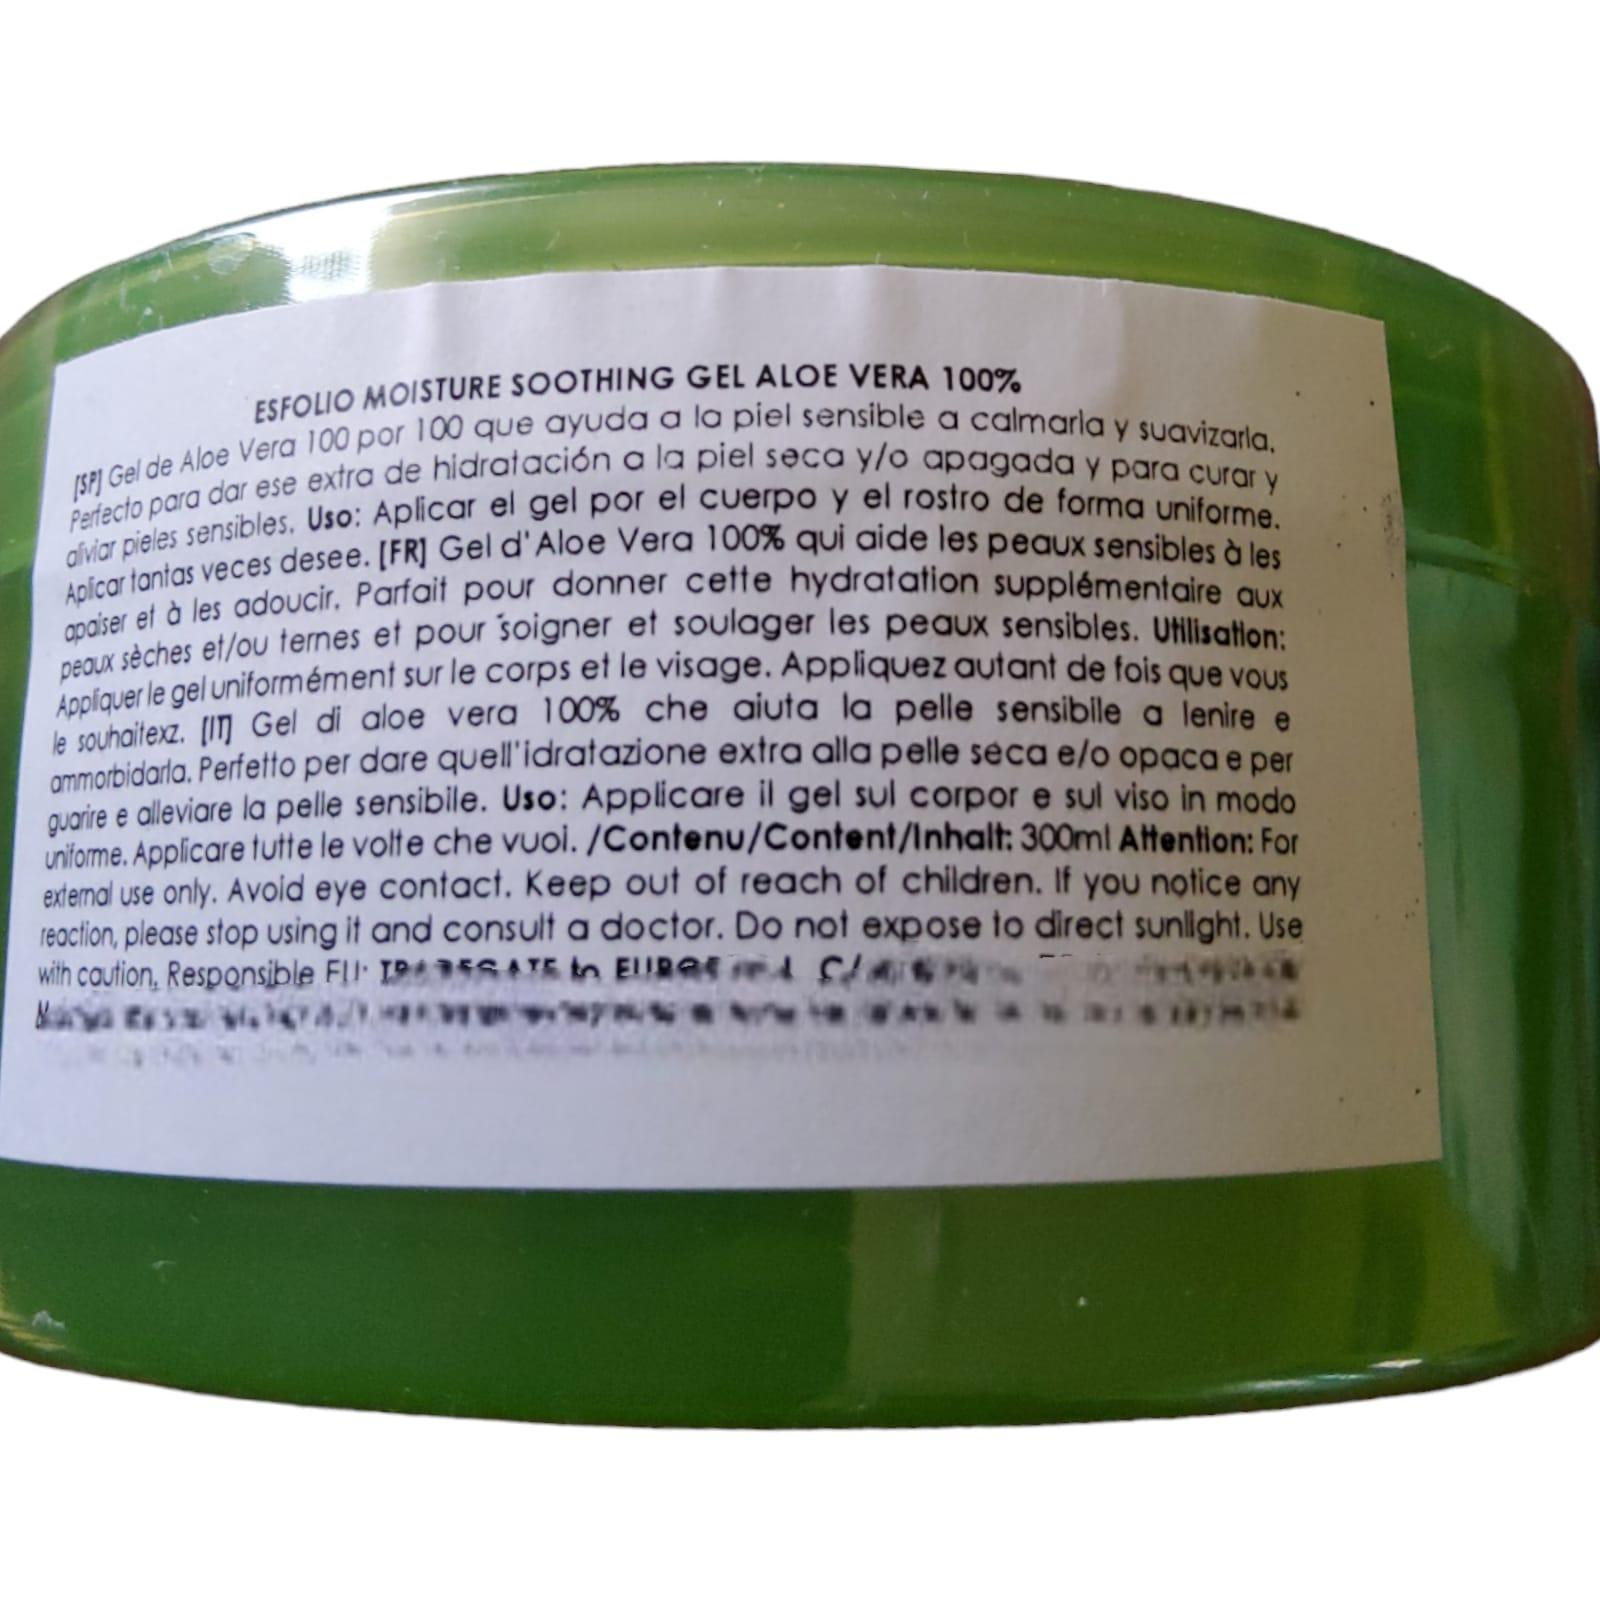 ESFOLIO MOISTURE SOOTHING GEL ALOE VERA 100%
[SP] Gel de Aloe Vera 100 por 100 que ayuda a la piel sensible a calmarla y suavizarla.
Perfecto para dar ese extra de hidratación a la piel seca y/o apagada y para curar y
aliviar pieles sensibles. Uso: Aplicar el gel por el cuerpo y el rostro de forma uniforme.
Aplicar tantas veces desee. [FR] Gel d'Aloe Vera 100% qui aide les peaux sensibles à les
apaiser et à les adoucir. Parfait pour donner cette hydratation supplémentaire aux
peaux sèches et/ou ternes et pour soigner et soulager les peaux sensibles. Utilisation:
Appliquer le gel uniformément sur le corps et le visage. Appliquez autant de fois que vous
le souhaitexz. [IT] Gel di aloe vera 100% che aiuta la pelle sensibile a lenire e
ammorbidarla. Perfetto per dare quell'idratazione extra alla pelle seca e/o opaca e per
guarire e alleviare la pelle sensibile. Uso: Applicare il gel sul corpor e sul viso in modo
uniforme. Applicare tutte le volte che vuoi. /Contenu/Content/Inhalt: 300ml Attention: For
external use only. Avoid eye contact. Keep out of reach of children. If you notice any
reaction, please stop using it and consult a doctor. Do not expose to direct sunlight. Use
with caution. Responsible to